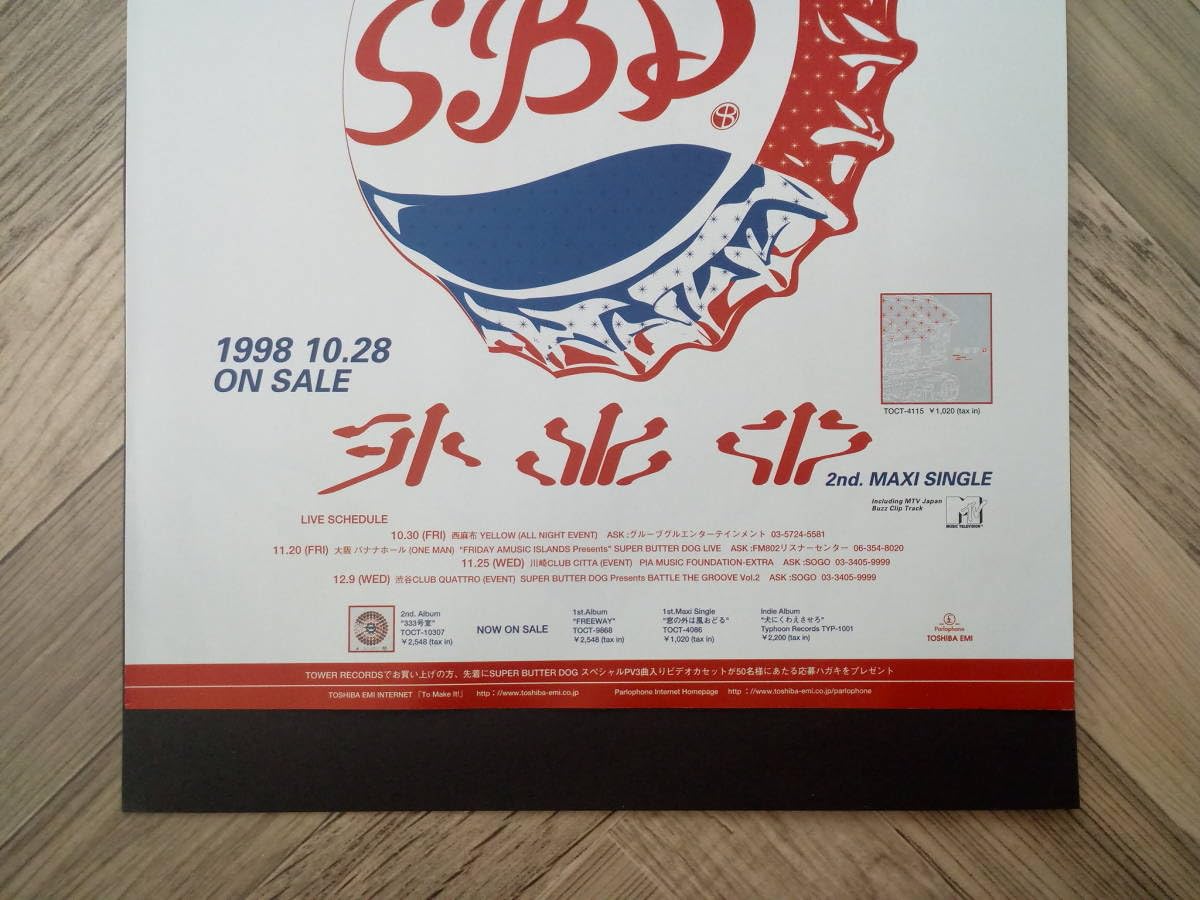 SBD
1998 10.28
ON SALE
TOCT-4115 ￥1,020 (tax in)
外出中
2nd. MAXI SINGLE
Including MTV Japan
Buzz Clip Track
MTV
MUSIC TELEVISION
LIVE SCHEDULE
10.30 (FRI) 西麻布 YELLOW (ALL NIGHT EVENT) ASK:グルーブグルエンターテインメント 03-5724-5581
11.20 (FRI) 大阪 バナナホール (ONE MAN) "FRIDAY AMUSIC ISLANDS Presents" SUPER BUTTER DOG LIVE ASK:FM802リスナーセンター 06-354-8020
11.25 (WED) 川崎CLUB CITTA (EVENT) PIA MUSIC FOUNDATION-EXTRA ASK:SOGO 03-3405-9999
12.9 (WED) 渋谷CLUB QUATTRO (EVENT) SUPER BUTTER DOG Presents BATTLE THE GROOVE Vol.2 ASK:SOGO 03-3405-9999
2nd. Album
"333号室"
TOCT-10307
￥2,548 (tax in)
NOW ON SALE
1st.Album
"FREEWAY"
TOCT-9868
￥2,548 (tax in)
1st.Maxi Single
"窓の外は風おどる"
TOCT-4086
￥1,020 (tax in)
Indie Album
"犬にくわえさせろ"
Typhoon Records TYP-1001
￥2,200 (tax in)
Parlophone
TOSHIBA EMI
TOWER RECORDSでお買い上げの方、先着にSUPER BUTTER DOG スペシャルPV3曲入りビデオカセットが50名様にあたる応募ハガキをプレゼント
TOSHIBA EMI INTERNET 「To Make It!」 http://www.toshiba-emi.co.jp Parlophone Internet Homepage http://www.toshiba-emi.co.jp/parlophone